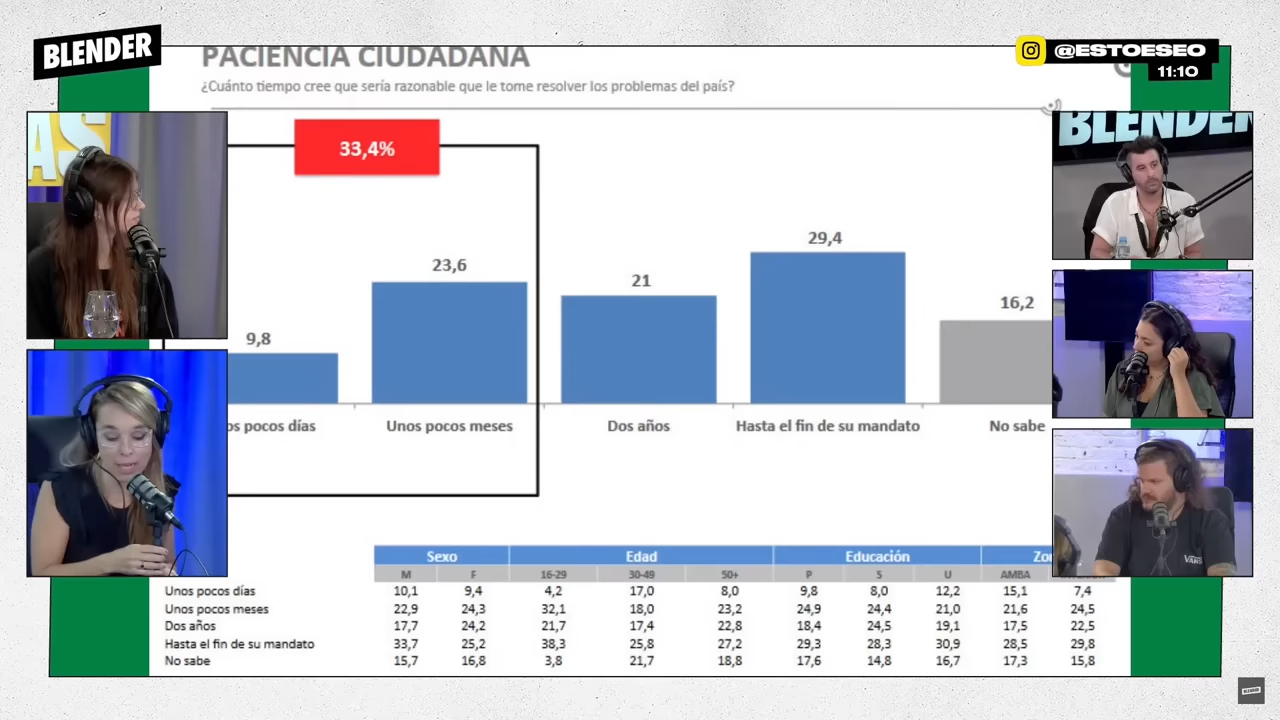 BLENDER
PACIENCIA CIUDADANA
@ESTOESEO
11:10
¿Cuánto tiempo cree que sería razonable que le tome resolver los problemas del país?
AS
BLENDER
33,4%
9,8
23,6
21
29,4
16,2
os pocos días
Unos pocos meses
Dos años
Hasta el fin de su mandato
No sabe
Sexo Edad Educación Zo
M F 16-29 30-49 50+ P S U AMBA
Unos pocos días 10,1 9,4 4,2 17,0 8,0 9,8 8,0 12,2 15,1 7,4
Unos pocos meses 22,9 24,3 32,1 18,0 23,2 24,9 24,4 21,0 21,6 24,5
Dos años 17,7 24,2 21,7 17,4 22,8 18,4 24,5 19,1 17,5 22,5
Hasta el fin de su mandato 33,7 25,2 38,3 25,8 27,2 29,3 28,3 30,9 28,5 29,8
No sabe 15,7 16,8 3,8 21,7 18,8 17,6 14,8 16,7 17,3 15,8
VANS
BLENDER